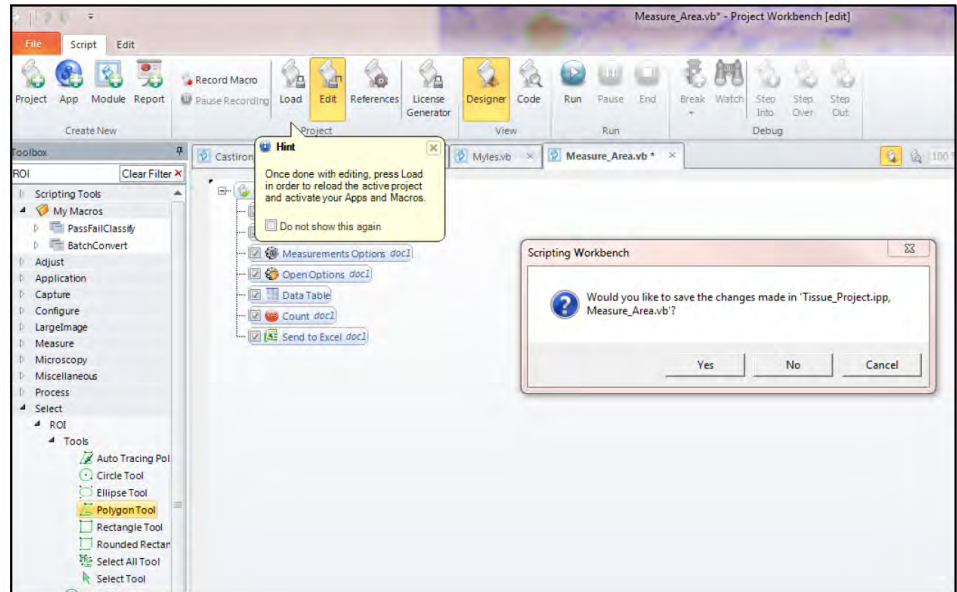 Measure_Area.vb* - Project Workbench [edit]
File Script Edit
Project App Module Report
Record Macro
Pause Recording
Load Edit References License Generator
Designer Code
Run Pause End
Break Watch Step Into Step Over Step Out
Create New Project View Run Debug
Toolbox
ROI Clear Filter
Scripting Tools
My Macros
PassFailClassify
BatchConvert
Adjust
Application
Capture
Configure
LargeImage
Measure
Microscopy
Miscellaneous
Process
Select
ROI
Tools
Auto Tracing Pol
Circle Tool
Ellipse Tool
Polygon Tool
Rectangle Tool
Rounded Rectan
Select All Tool
Select Tool
Castiron
Myles.vb
Measure_Area.vb *
100
Hint
Once done with editing, press Load
in order to reload the active project
and activate your Apps and Macros.
Do not show this again
Measurements Options doc1
Open Options doc1
Data Table
Count doc1
Send to Excel doc1
Scripting Workbench
Would you like to save the changes made in 'Tissue_Project.ipp,
Measure_Area.vb'?
Yes No Cancel